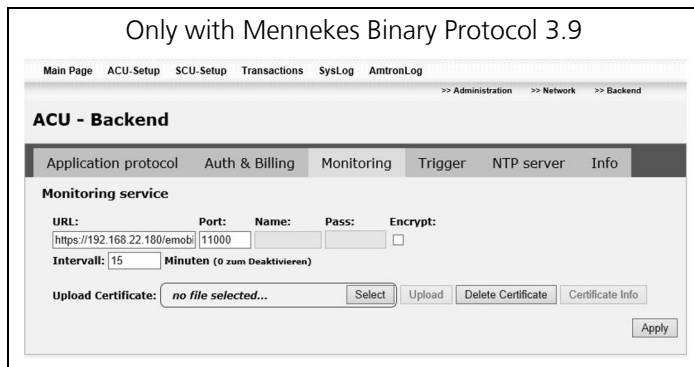 Only with Mennekes Binary Protocol 3.9
Main Page ACU-Setup SCU-Setup Transactions SysLog AmtronLog
>> Administration >> Network >> Backend
ACU - Backend
Application protocol Auth & Billing Monitoring Trigger NTP server Info
Monitoring service
URL: Port: Name: Pass: Encrypt:
https://192.168.22.180/emobi 11000
Intervall: 15 Minuten (0 zum Deaktivieren)
Upload Certificate: no file selected... Select Upload Delete Certificate Certificate Info
Apply